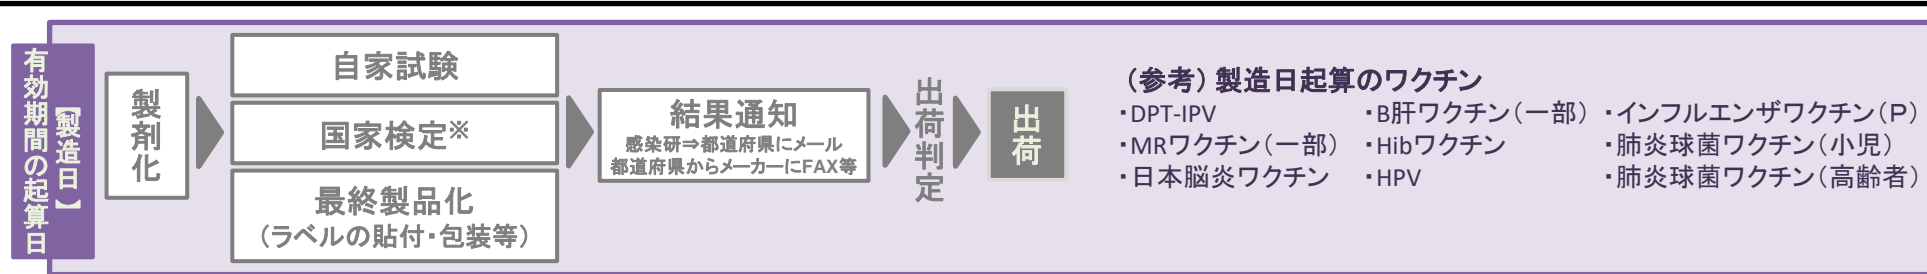 有効期間の起算日
【製造日】
製剤化
自家試験
国家検定※
最終製品化
（ラベルの貼付・包装等）
結果通知
感染研⇒都道府県にメール
都道府県からメーカーにFAX等
出荷判定
出荷
（参考）製造日起算のワクチン
・DPT-IPV
・MRワクチン（一部）
・日本脳炎ワクチン
・B肝ワクチン（一部）
・Hibワクチン
・HPV
・インフルエンザワクチン（P）
・肺炎球菌ワクチン（小児）
・肺炎球菌ワクチン（高齢者）